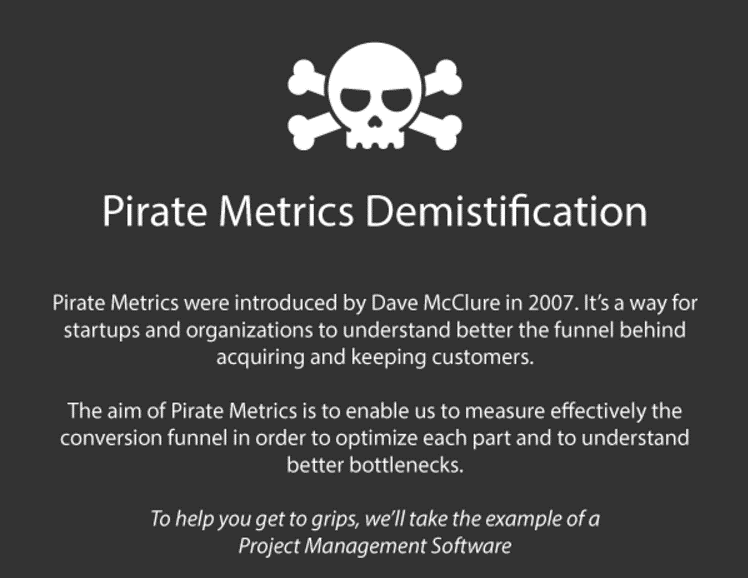 Pirate Metrics Demistification
Pirate Metrics were introduced by Dave McClure in 2007. It's a way for
startups and organizations to understand better the funnel behind
acquiring and keeping customers.
The aim of Pirate Metrics is to enable us to measure effectively the
conversion funnel in order to optimize each part and to understand
better bottlenecks.
To help you get to grips, we'll take the example of a
Project Management Software